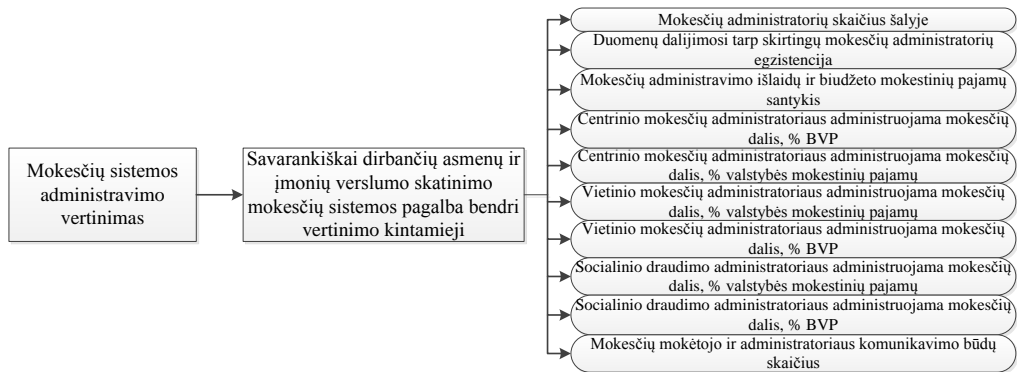 Mokesčių sistemos
administravimo
vertinimas
Savarankiškai dirbančių asmenų ir
įmonių verslumo skatinimo
mokesčių sistemos pagalba bendri
vertinimo kintamieji
Mokesčių administratorių skaičius šalyje
Duomenų dalijimosi tarp skirtingų mokesčių administratorių
egzistencija
Mokesčių administravimo išlaidų ir biudžeto mokestinių pajamų
santykis
Centrinio mokesčių administratoriaus administruojama mokesčių
dalis, % BVP
Centrinio mokesčių administratoriaus administruojama mokesčių
dalis, % valstybės mokestinių pajamų
Vietinio mokesčių administratoriaus administruojama mokesčių
dalis, % valstybės mokestinių pajamų
Vietinio mokesčių administratoriaus administruojama mokesčių
dalis, % BVP
Socialinio draudimo administratoriaus administruojama mokesčių
dalis, % valstybės mokestinių pajamų
Socialinio draudimo administratoriaus administruojama mokesčių
dalis, % BVP
Mokesčių mokėtojo ir administratoriaus komunikavimo būdų
skaičius